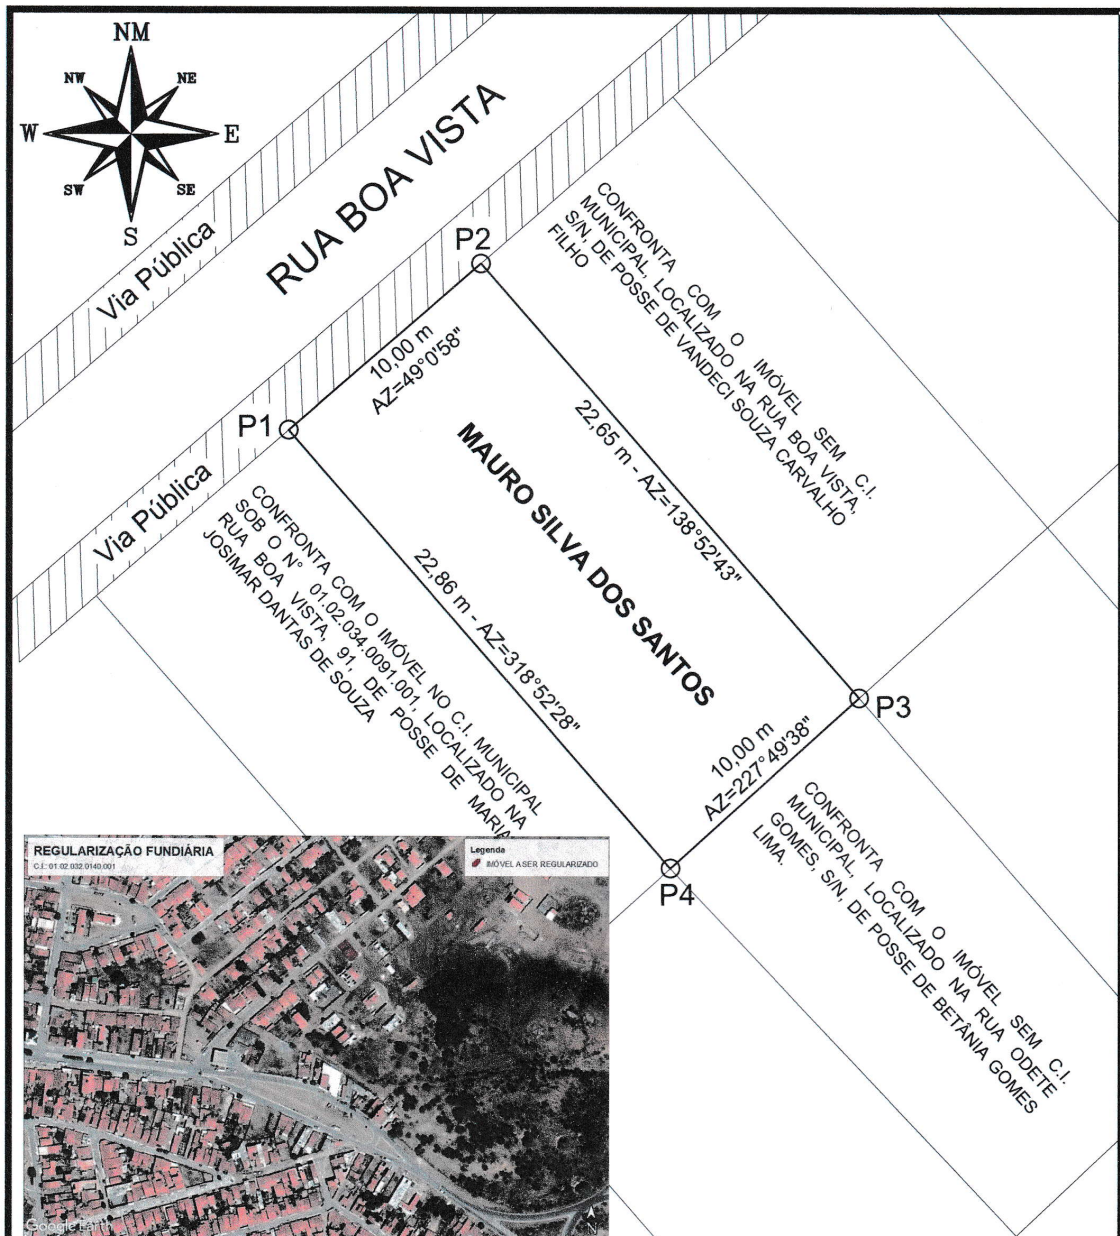 NM
NW
NE
W
E
SW
SE
S
Via Pública
RUA BOA VISTA
P2
CONFRONTA COM O IMÓVEL SEM C.I.
MUNICIPAL, LOCALIZADO NA RUA BOA VISTA,
S/N, DE POSSE DE VANDECI SOUZA CARVALHO
FILHO
10,00 m
AZ=49°0'58"
P1
Via Pública
22,65 m - AZ=138°52'43"
MAURO SILVA DOS SANTOS
22,86 m - AZ=318°52'28"
CONFRONTA COM O IMÓVEL NO C.I. MUNICIPAL
SOB O N° 01.02.034.0091.001, LOCALIZADO NA
RUA BOA VISTA, 91, DE POSSE DE MARIA
JOSIMAR DANTAS DE SOUZA
P3
10,00 m
AZ=227°49'38"
P4
CONFRONTA COM O IMÓVEL SEM C.I.
MUNICIPAL, LOCALIZADO NA RUA ODETE
GOMES, S/N, DE POSSE DE BETÂNIA GOMES
LIMA.
REGULARIZAÇÃO FUNDIÁRIA
C.I.: 01.02.032.0140.001
Legenda
IMÓVEL A SER REGULARIZADO
Google Earth
N